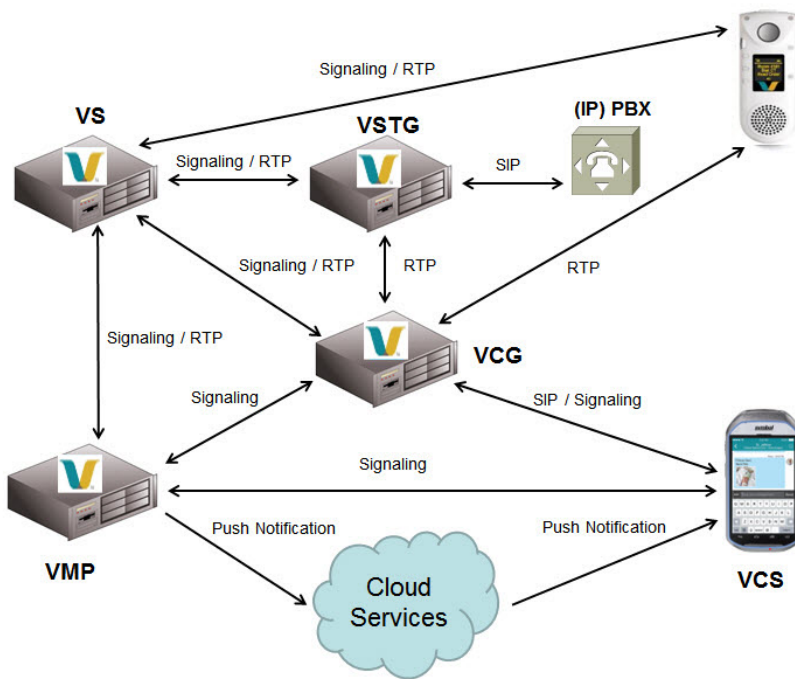 Signaling / RTP
VS
VSTG
(IP) PBX
Signaling / RTP
SIP
Signaling / RTP
RTP
RTP
Signaling / RTP
VCG
Signaling
SIP / Signaling
Signaling
Push Notification
Push Notification
VMP
Cloud
Services
VCS